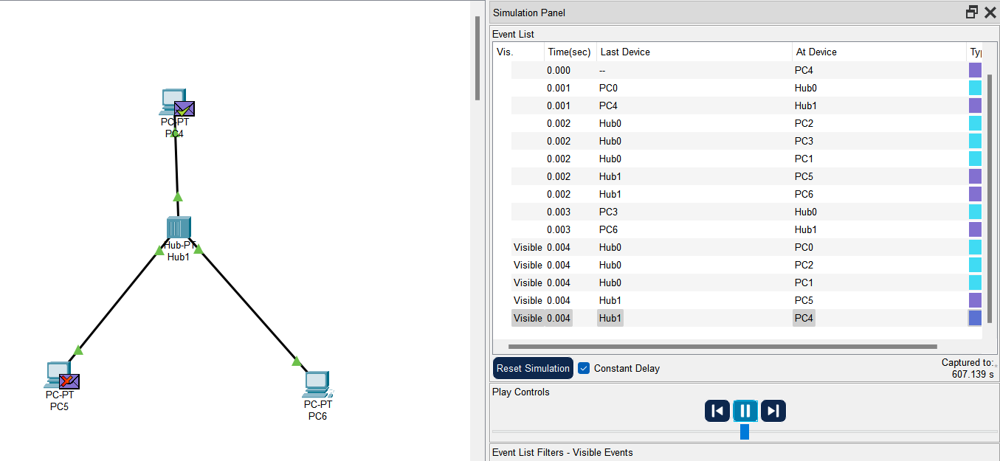 PC-PT
PC4
Hub-PT
Hub1
PC-PT
PC5
PC-PT
PC6
Simulation Panel
Event List
Vis. Time(sec) Last Device At Device Typ
0.000 -- PC4
0.001 PC0 Hub0
0.001 PC4 Hub1
0.002 Hub0 PC2
0.002 Hub0 PC3
0.002 Hub0 PC1
0.002 Hub1 PC5
0.002 Hub1 PC6
0.003 PC3 Hub0
0.003 PC6 Hub1
Visible 0.004 Hub0 PC0
Visible 0.004 Hub0 PC2
Visible 0.004 Hub0 PC1
Visible 0.004 Hub1 PC5
Visible 0.004 Hub1 PC4
Reset Simulation Constant Delay
Captured to:
607.139 s
Play Controls
Event List Filters - Visible Events